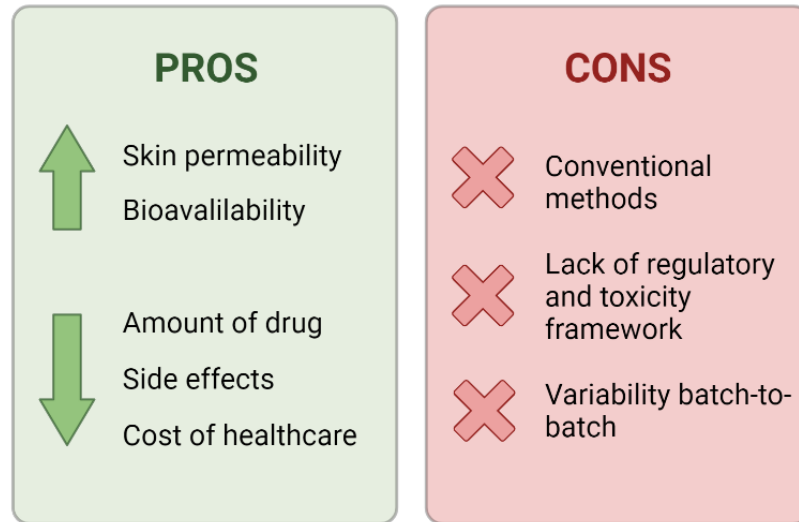 PROS
Skin permeability
Bioavalilability
Amount of drug
Side effects
Cost of healthcare
CONS
Conventional
methods
Lack of regulatory
and toxicity
framework
Variability batch-to-
batch